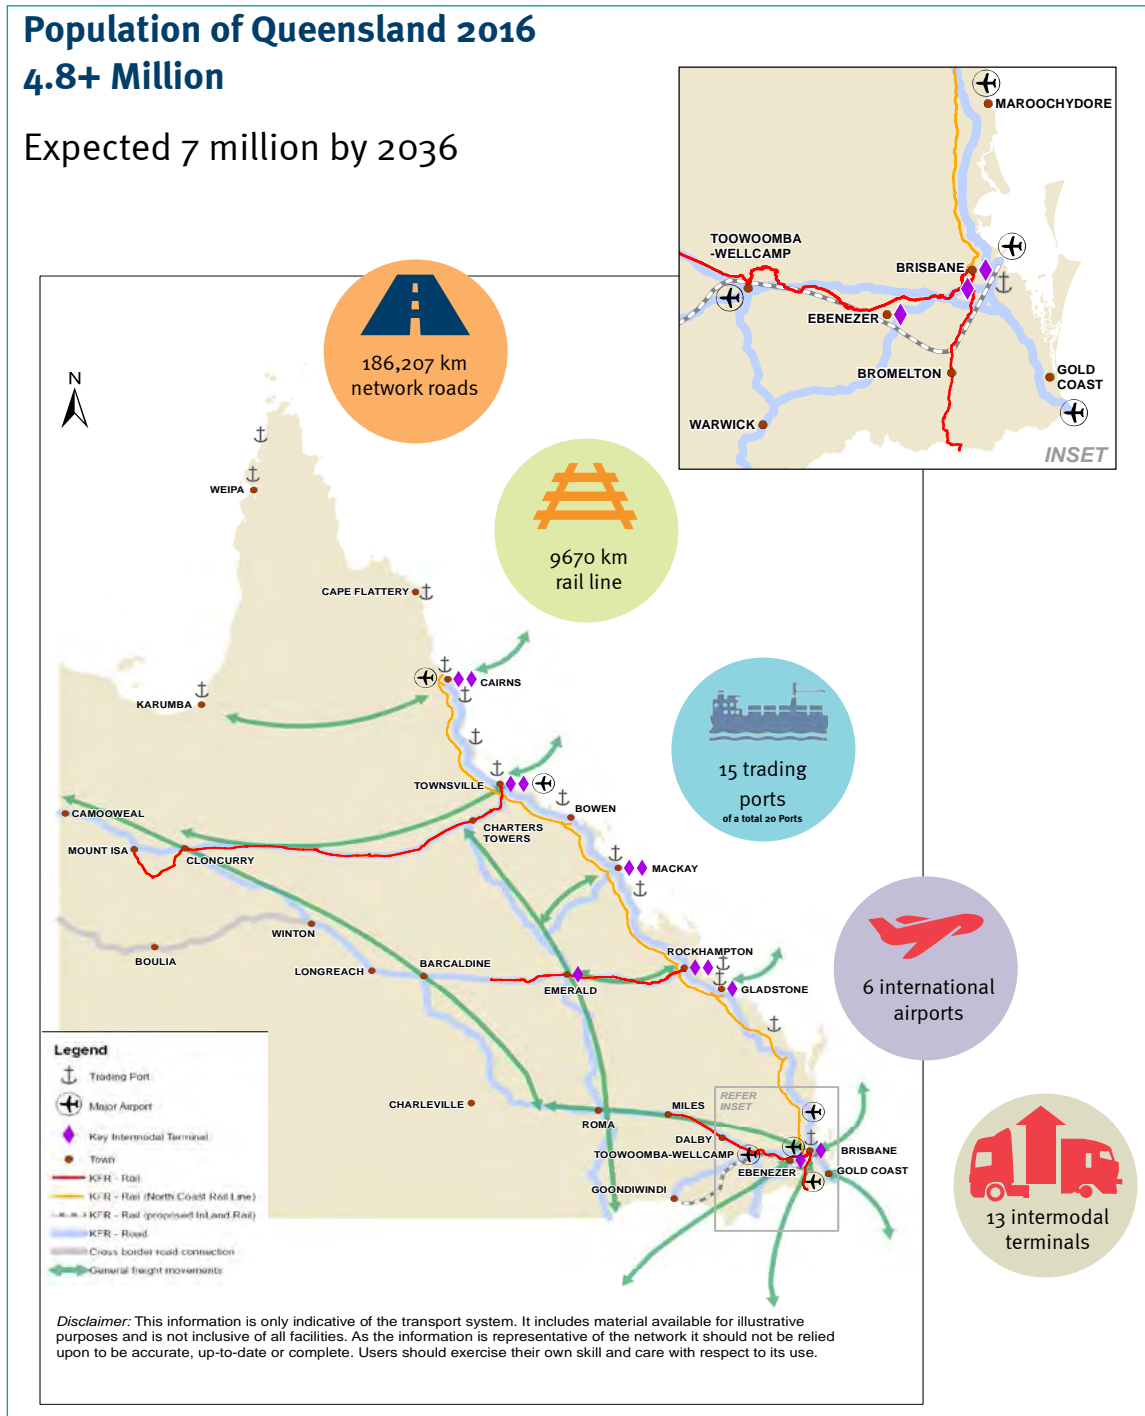 Population of Queensland 2016
4.8+ Million
Expected 7 million by 2036
MAROOCHYDORE
TOOWOOMBA
-WELLCAMP
BRISBANE
EBENEZER
BROMELTON
GOLD
COAST
WARWICK
INSET
186,207 km
network roads
N
9670 km
rail line
WEIPA
CAPE FLATTERY
CAIRNS
KARUMBA
15 trading
ports
of a total 20 Ports
TOWNSVILLE
BOWEN
CAMOOWEAL
CHARTERS
TOWERS
MOUNT ISA
CLONCURRY
MACKAY
WINTON
BOULIA
LONGREACH
BARCALDINE
EMERALD
ROCKHAMPTON
GLADSTONE
6 international
airports
Legend
Trading Port
Major Airport
Key Intermodal Terminal
Town
KFR - Rail
KFR - Rail (North Coast Rail Line)
KFR - Rail (proposed InLand Rail)
KFR - Road
Cross border road connection
General freight movements
CHARLEVILLE
ROMA
MILES
REFER
INSET
DALBY
TOOWOOMBA-WELLCAMP
EBENEZER
BRISBANE
GOLD COAST
GOONDIWINDI
13 intermodal
terminals
Disclaimer: This information is only indicative of the transport system. It includes material available for illustrative
purposes and is not inclusive of all facilities. As the information is representative of the network it should not be relied
upon to be accurate, up-to-date or complete. Users should exercise their own skill and care with respect to its use.